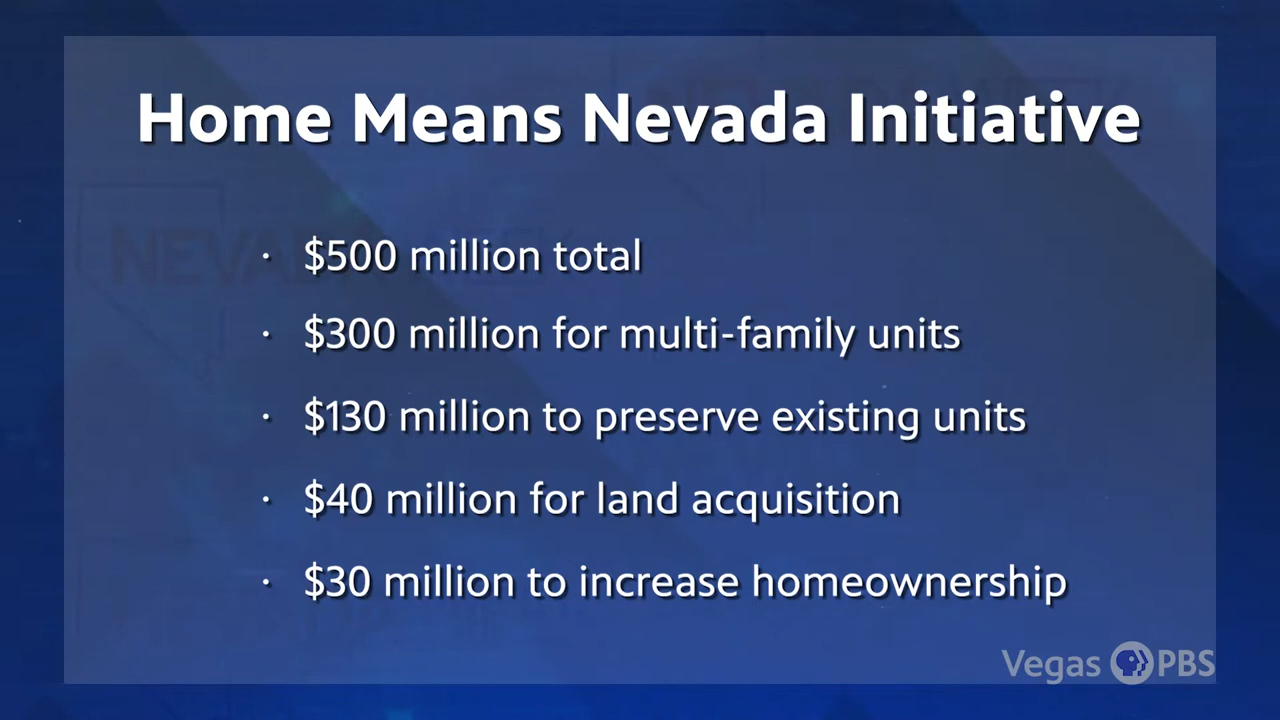 Home Means Nevada Initiative
· $500 million total
· $300 million for multi-family units
· $130 million to preserve existing units
· $40 million for land acquisition
· $30 million to increase homeownership
Vegas PBS